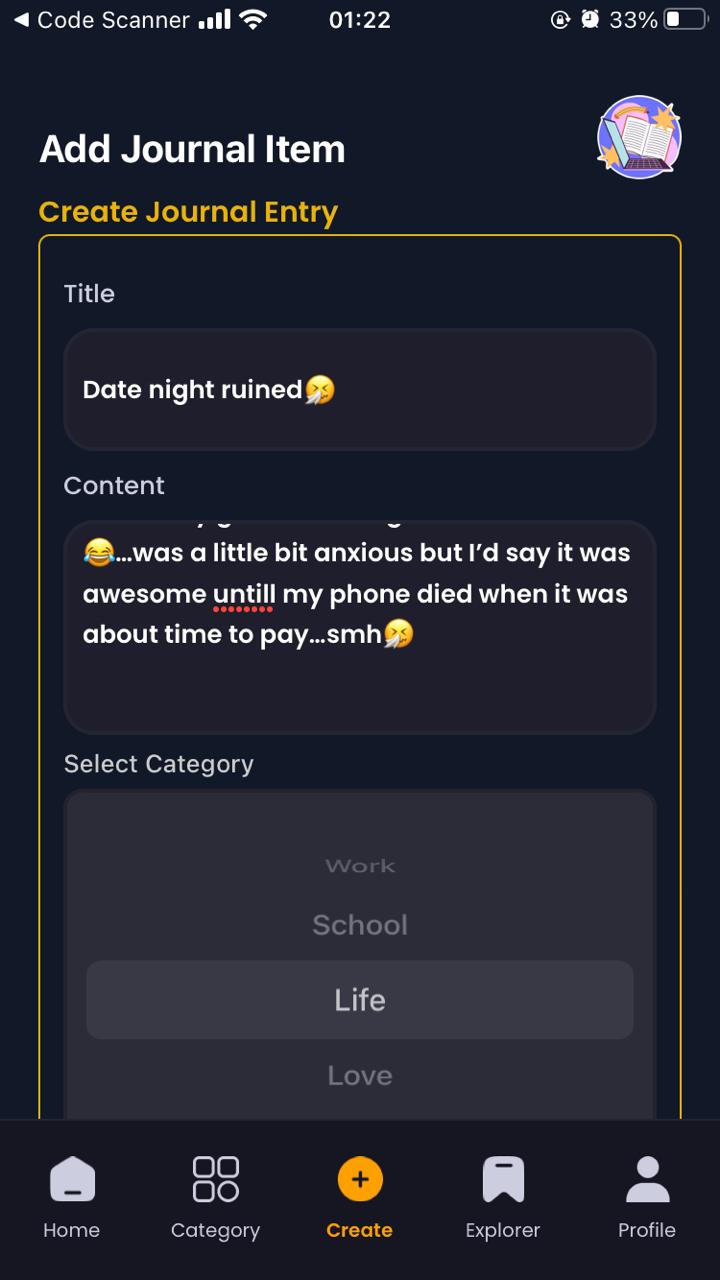 ◀ Code Scanner 01:22 33%
Add Journal Item
Create Journal Entry
Title
Date night ruined🤧
Content
😂...was a little bit anxious but I’d say it was
awesome untill my phone died when it was
about time to pay...smh🤧
Select Category
Work
School
Life
Love
Home Category Create Explorer Profile